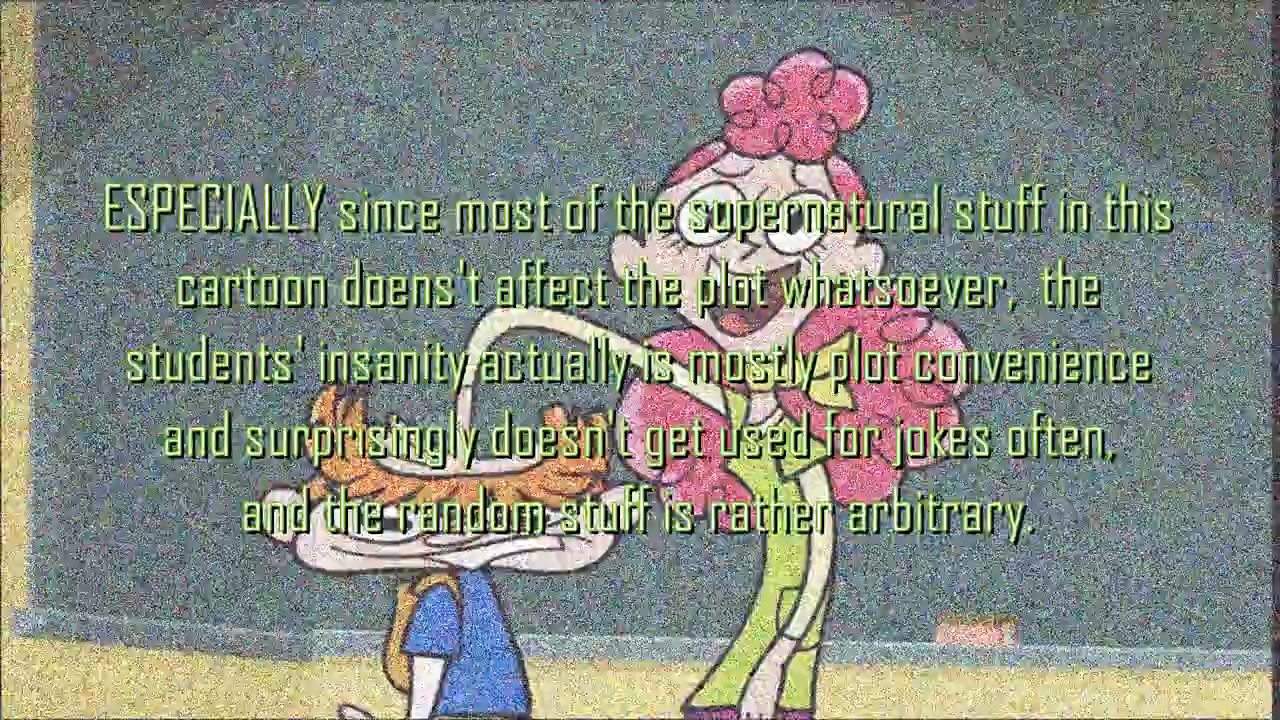 ESPECIALLY since most of the supernatural stuff in this
cartoon doens't affect the plot whatsoever,  the
students' insanity actually is mostly plot convenience
and surprisingly doesn't get used for jokes often,
and the random stuff is rather arbitrary.